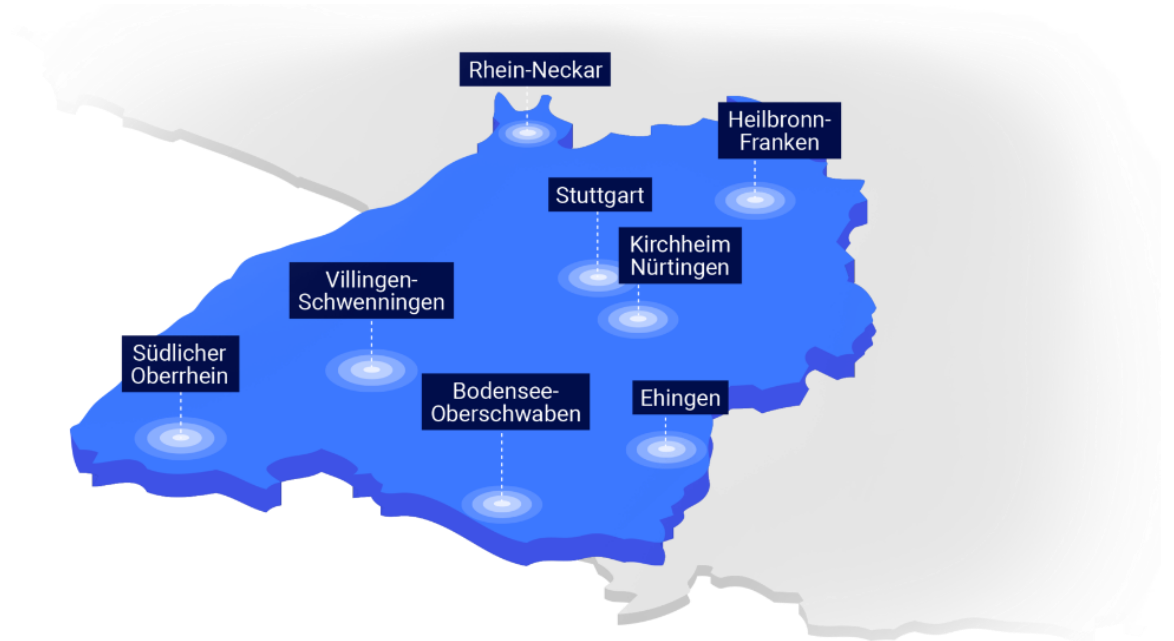 Rhein-Neckar
Heilbronn-
Franken
Stuttgart
Kirchheim
Nürtingen
Villingen-
Schwenningen
Südlicher
Oberrhein
Bodensee-
Oberschwaben
Ehingen